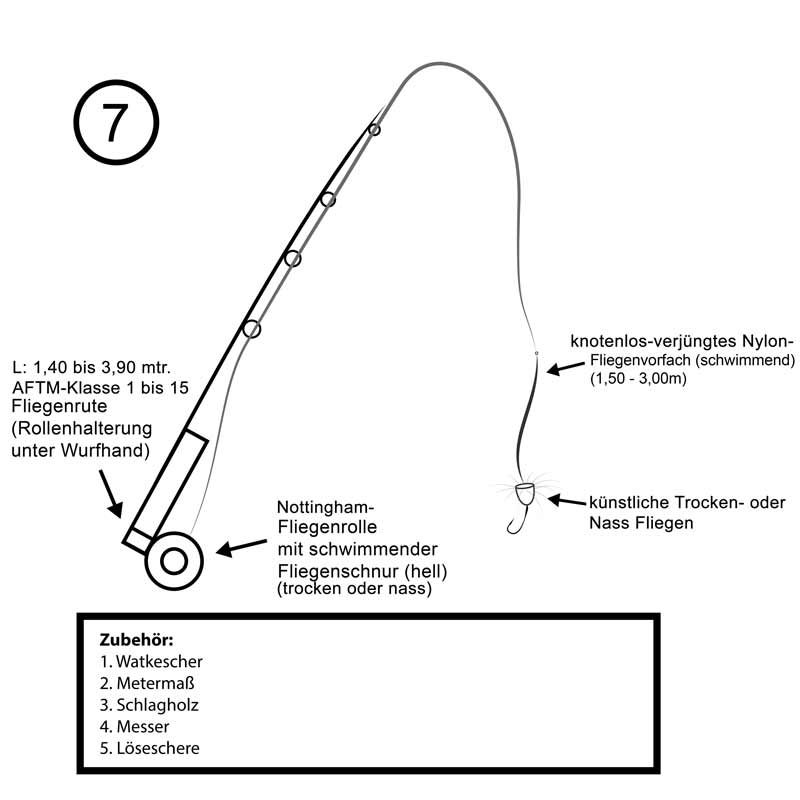 7
L: 1,40 bis 3,90 mtr.
AFTM-Klasse 1 bis 15
Fliegenrute
(Rollenhalterung
unter Wurfhand)
knotenlos-verjüngtes Nylon-
Fliegenvorfach (schwimmend)
(1,50 - 3,00m)
künstliche Trocken- oder
Nass Fliegen
Nottingham-
Fliegenrolle
mit schwimmender
Fliegenschnur (hell)
(trocken oder nass)
Zubehör:
1. Watkescher
2. Metermaß
3. Schlagholz
4. Messer
5. Löseschere